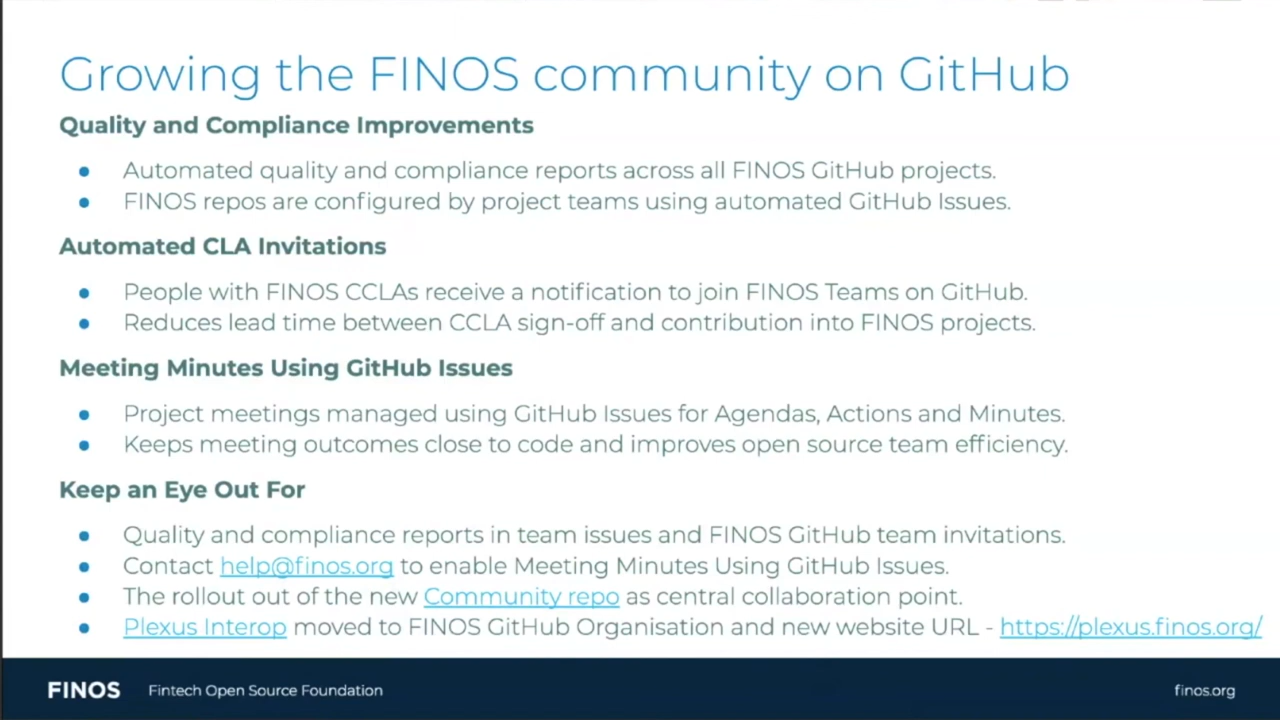 Growing the FINOS community on GitHub
Quality and Compliance Improvements
● Automated quality and compliance reports across all FINOS GitHub projects.
● FINOS repos are configured by project teams using automated GitHub Issues.
Automated CLA Invitations
● People with FINOS CCLAs receive a notification to join FINOS Teams on GitHub.
● Reduces lead time between CCLA sign-off and contribution into FINOS projects.
Meeting Minutes Using GitHub Issues
● Project meetings managed using GitHub Issues for Agendas, Actions and Minutes.
● Keeps meeting outcomes close to code and improves open source team efficiency.
Keep an Eye Out For
● Quality and compliance reports in team issues and FINOS GitHub team invitations.
● Contact help@finos.org to enable Meeting Minutes Using GitHub Issues.
● The rollout out of the new Community repo as central collaboration point.
● Plexus Interop moved to FINOS GitHub Organisation and new website URL - https://plexus.finos.org/
FINOS Fintech Open Source Foundation finos.org